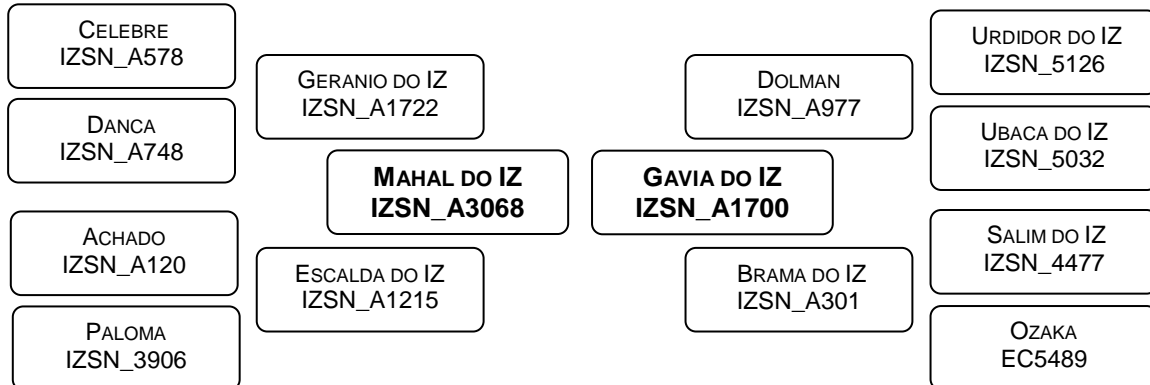 CELEBRE
IZSN_A578
DANCA
IZSN_A748
ACHADO
IZSN_A120
PALOMA
IZSN_3906
GERANIO DO IZ
IZSN_A1722
ESCALDA DO IZ
IZSN_A1215
MAHAL DO IZ
IZSN_A3068
GAVIA DO IZ
IZSN_A1700
DOLMAN
IZSN_A977
BRAMA DO IZ
IZSN_A301
URDIDOR DO IZ
IZSN_5126
UBACA DO IZ
IZSN_5032
SALIM DO IZ
IZSN_4477
OZAKA
EC5489